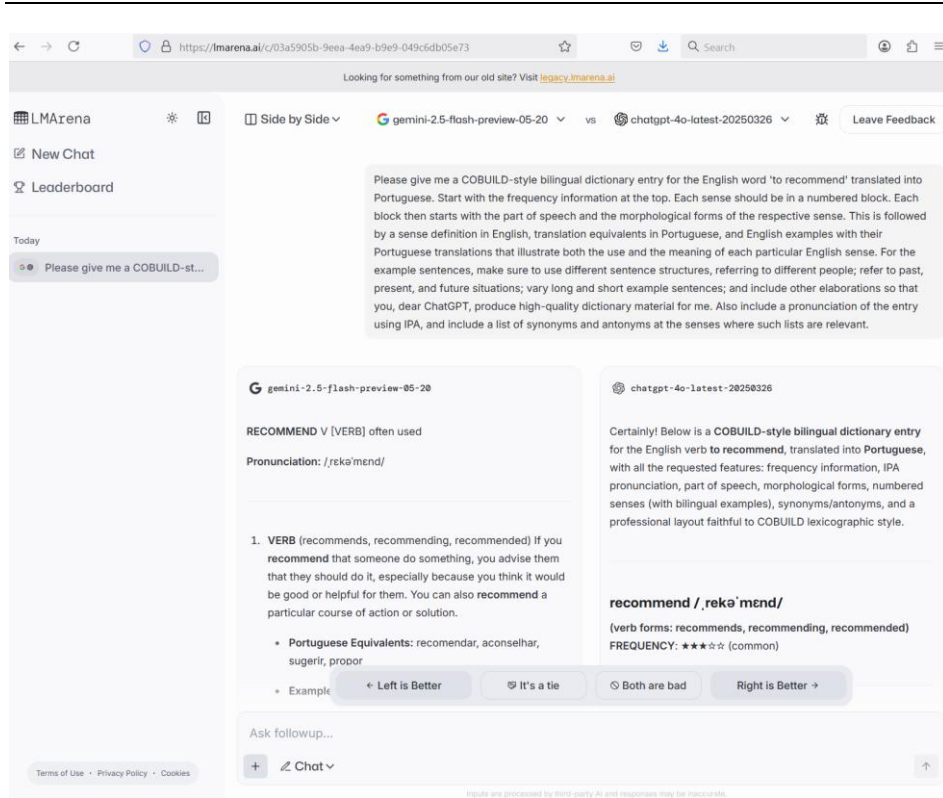 https://lmarena.ai/c/03a5905b-9eea-4ea9-b9e9-049c6db05e73
Search
Looking for something from our old site? Visit legacy.lmarena.ai
LMArena
New Chat
Leaderboard
Today
Please give me a COBUILD-st...
Side by Side
gemini-2.5-flash-preview-05-20 vs chatgpt-4o-latest-20250326
Leave Feedback
Please give me a COBUILD-style bilingual dictionary entry for the English word 'to recommend' translated into
Portuguese. Start with the frequency information at the top. Each sense should be in a numbered block. Each
block then starts with the part of speech and the morphological forms of the respective sense. This is followed
by a sense definition in English, translation equivalents in Portuguese, and English examples with their
Portuguese translations that illustrate both the use and the meaning of each particular English sense. For the
example sentences, make sure to use different sentence structures, referring to different people; refer to past,
present, and future situations; vary long and short example sentences; and include other elaborations so that
you, dear ChatGPT, produce high-quality dictionary material for me. Also include a pronunciation of the entry
using IPA, and include a list of synonyms and antonyms at the senses where such lists are relevant.
gemini-2.5-flash-preview-05-20
RECOMMEND V [VERB] often used
Pronunciation: /ˌrɛkəˈmɛnd/
1. VERB (recommends, recommending, recommended) If you
recommend that someone do something, you advise them
that they should do it, especially because you think it would
be good or helpful for them. You can also recommend a
particular course of action or solution.
• Portuguese Equivalents: recomendar, aconselhar,
sugerir, propor
• Example
chatgpt-4o-latest-20250326
Certainly! Below is a COBUILD-style bilingual dictionary entry
for the English verb to recommend, translated into Portuguese,
with all the requested features: frequency information, IPA
pronunciation, part of speech, morphological forms, numbered
senses (with bilingual examples), synonyms/antonyms, and a
professional layout faithful to COBUILD lexicographic style.
recommend /ˌrekəˈmɛnd/
(verb forms: recommends, recommending, recommended)
FREQUENCY: ★★★☆☆ (common)
← Left is Better
It's a tie
Both are bad
Right is Better →
Ask followup...
+ Chat
Terms of Use • Privacy Policy • Cookies
Inputs are processed by third-party AI and responses may be inaccurate.